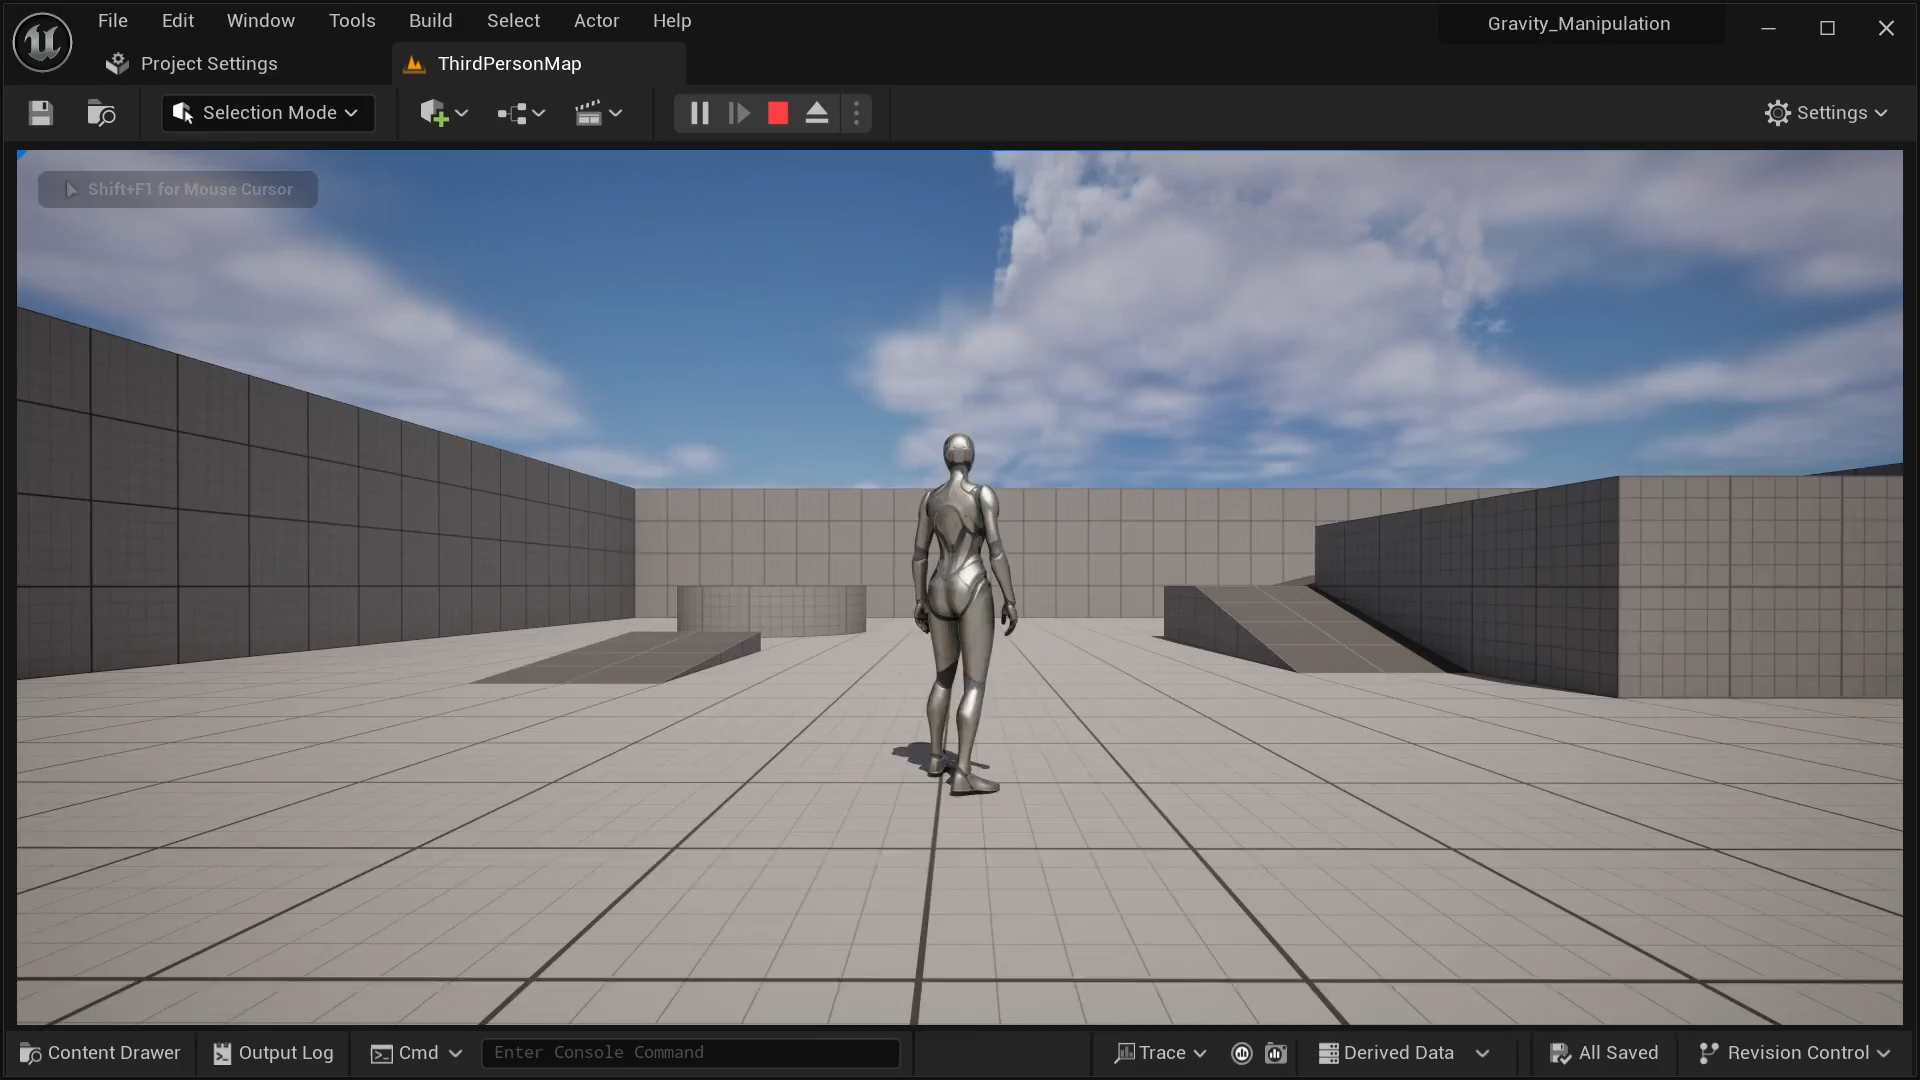 File Edit Window Tools Build Select Actor Help
Gravity_Manipulation
Project Settings
ThirdPersonMap
Selection Mode
Settings
Shift+F1 for Mouse Cursor
Content Drawer
Output Log
Cmd
Enter Console Command
Trace
Derived Data
All Saved
Revision Control